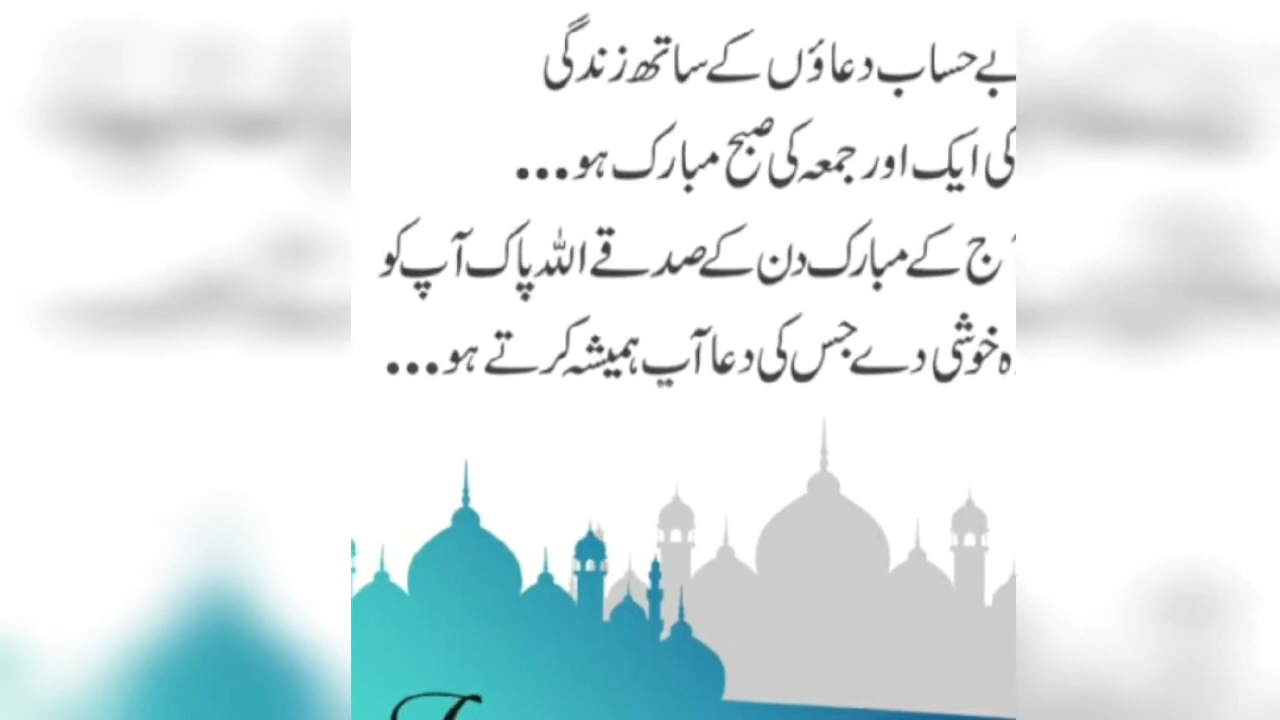 بے حساب دعاؤں کے ساتھ زندگی
کی ایک اور جمعہ کی صبح مبارک ہو...
ج کے مبارک دن کے صدقے اللہ پاک آپ کو
ہ خوشی دے جس کی دعا آپ ہمیشہ کرتے ہو...